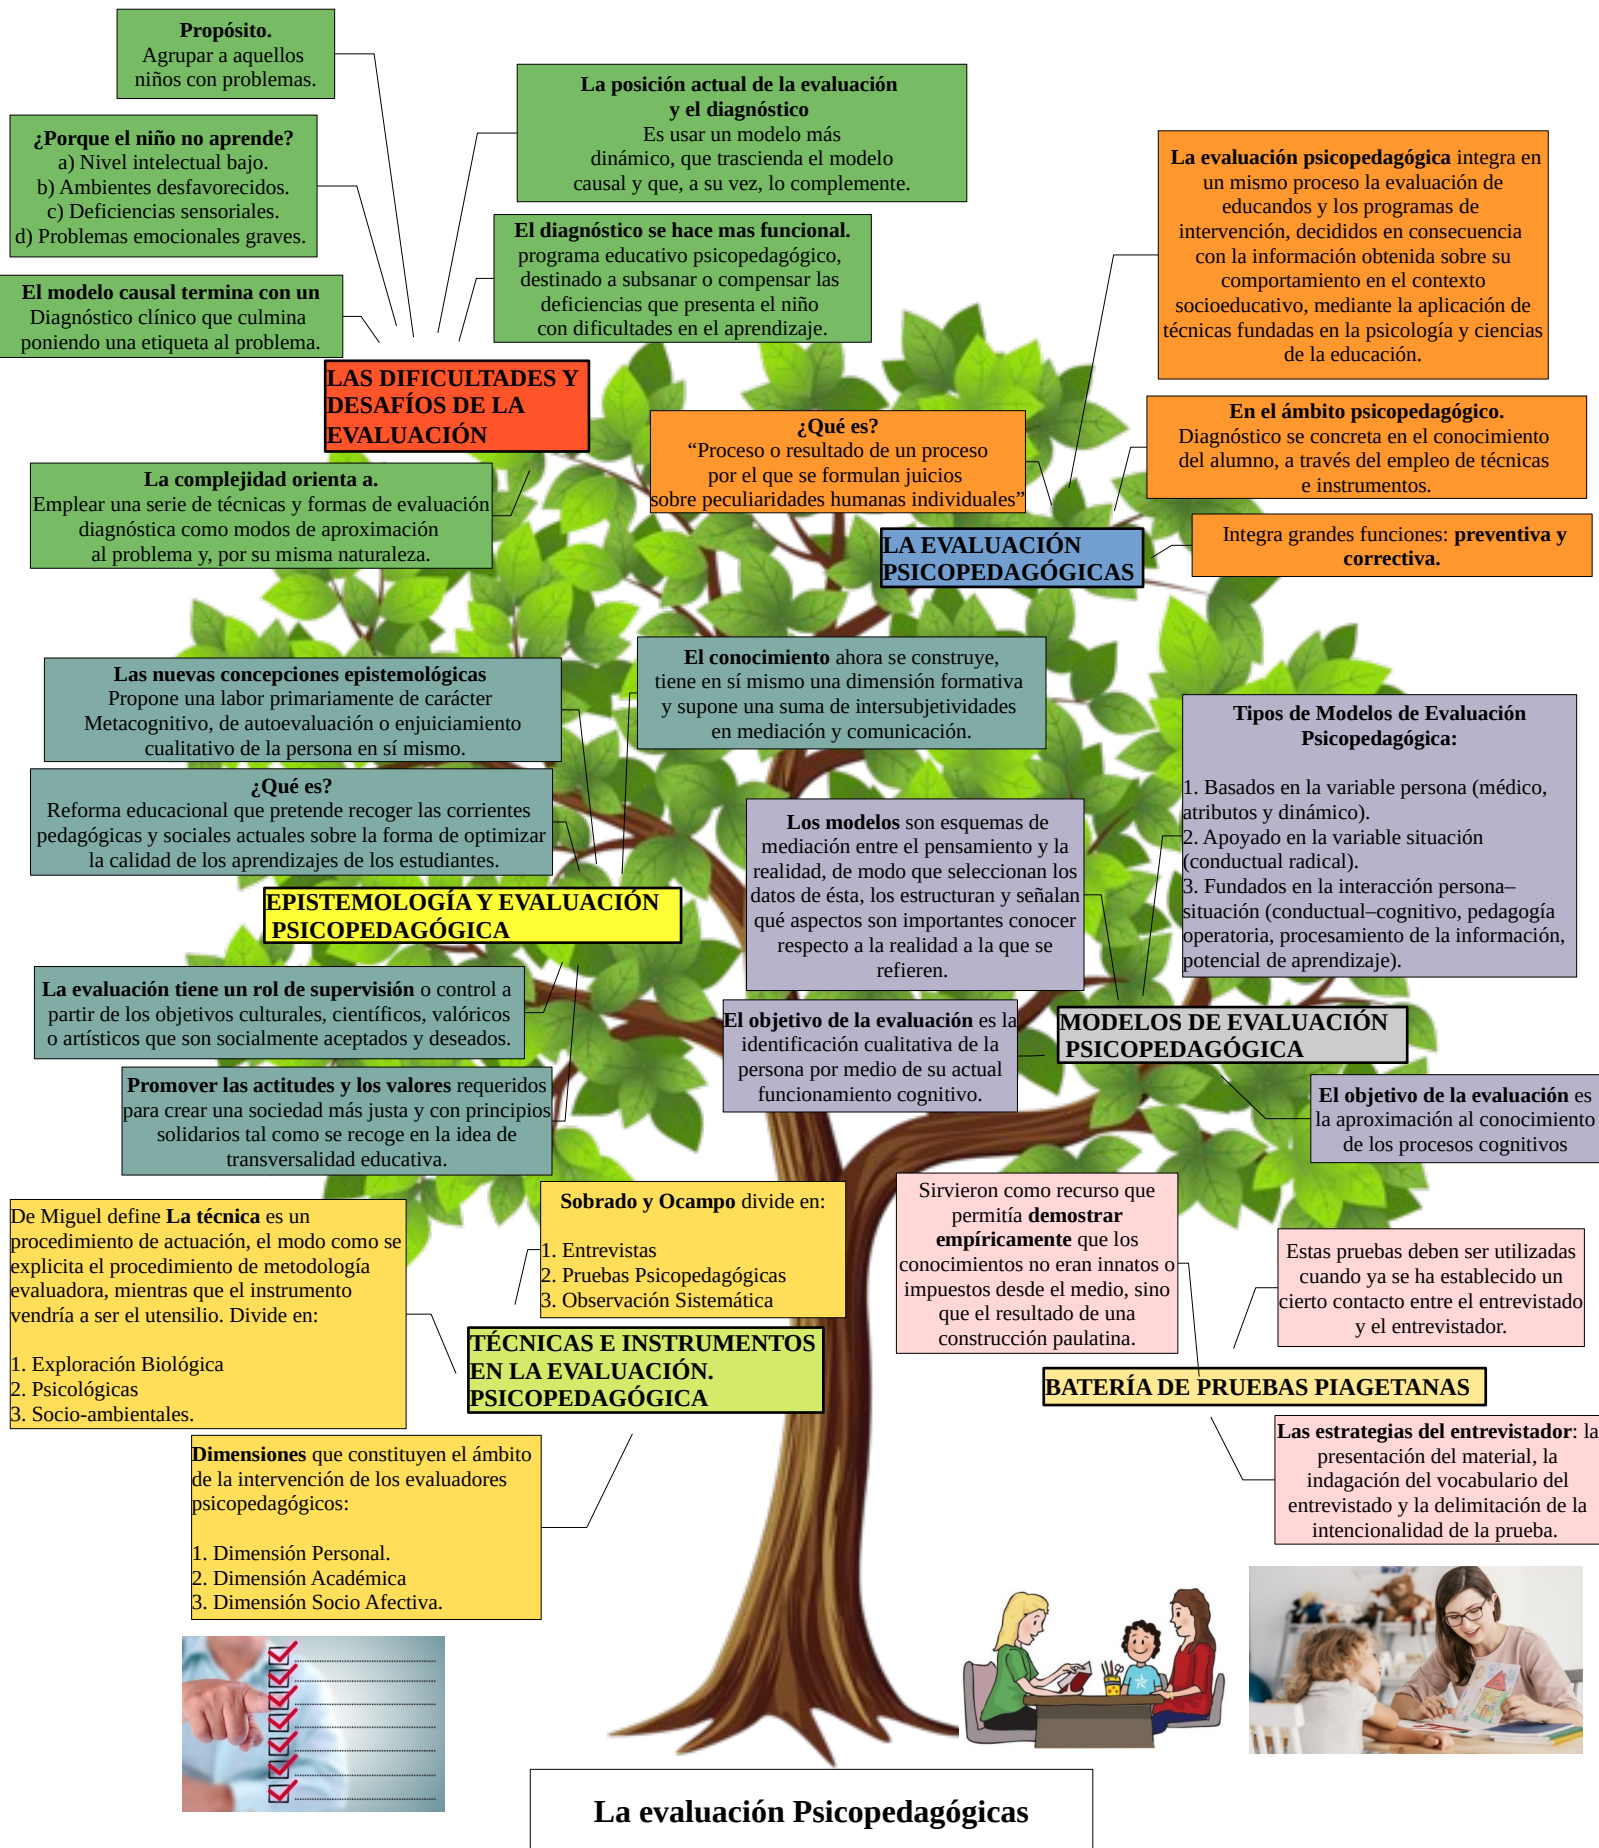 Propósito.
Agrupar a aquellos
niños con problemas.
¿Porque el niño no aprende?
a) Nivel intelectual bajo.
b) Ambientes desfavorecidos.
c) Deficiencias sensoriales.
d) Problemas emocionales graves.
El modelo causal termina con un
Diagnóstico clínico que culmina
poniendo una etiqueta al problema.
La posición actual de la evaluación
y el diagnóstico
Es usar un modelo más
dinámico, que trascienda el modelo
causal y que, a su vez, lo complemente.
El diagnóstico se hace mas funcional.
programa educativo psicopedagógico,
destinado a subsanar o compensar las
deficiencias que presenta el niño
con dificultades en el aprendizaje.
LAS DIFICULTADES Y
DESAFÍOS DE LA
EVALUACIÓN
La complejidad orienta a.
Emplear una serie de técnicas y formas de evaluación
diagnóstica como modos de aproximación
al problema y, por su misma naturaleza.
La evaluación psicopedagógica integra en
un mismo proceso la evaluación de
educandos y los programas de
intervención, decididos en consecuencia
con la información obtenida sobre su
comportamiento en el contexto
socioeducativo, mediante la aplicación de
técnicas fundadas en la psicología y ciencias
de la educación.
¿Qué es?
“Proceso o resultado de un proceso
por el que se formulan juicios
sobre peculiaridades humanas individuales”
En el ámbito psicopedagógico.
Diagnóstico se concreta en el conocimiento
del alumno, a través del empleo de técnicas
e instrumentos.
LA EVALUACIÓN
PSICOPEDAGÓGICAS
Integra grandes funciones: preventiva y
correctiva.
Las nuevas concepciones epistemológicas
Propone una labor primariamente de carácter
Metacognitivo, de autoevaluación o enjuiciamiento
cualitativo de la persona en sí mismo.
El conocimiento ahora se construye,
tiene en sí mismo una dimensión formativa
y supone una suma de intersubjetividades
en mediación y comunicación.
¿Qué es?
Reforma educacional que pretende recoger las corrientes
pedagógicas y sociales actuales sobre la forma de optimizar
la calidad de los aprendizajes de los estudiantes.
EPISTEMOLOGÍA Y EVALUACIÓN
PSICOPEDAGÓGICA
La evaluación tiene un rol de supervisión o control a
partir de los objetivos culturales, científicos, valóricos
o artísticos que son socialmente aceptados y deseados.
Promover las actitudes y los valores requeridos
para crear una sociedad más justa y con principios
solidarios tal como se recoge en la idea de
transversalidad educativa.
Tipos de Modelos de Evaluación
Psicopedagógica:
1. Basados en la variable persona (médico,
atributos y dinámico).
2. Apoyado en la variable situación
(conductual radical).
3. Fundados en la interacción persona–
situación (conductual–cognitivo, pedagogía
operatoria, procesamiento de la información,
potencial de aprendizaje).
Los modelos son esquemas de
mediación entre el pensamiento y la
realidad, de modo que seleccionan los
datos de ésta, los estructuran y señalan
qué aspectos son importantes conocer
respecto a la realidad a la que se
refieren.
El objetivo de la evaluación es la
identificación cualitativa de la
persona por medio de su actual
funcionamiento cognitivo.
MODELOS DE EVALUACIÓN
PSICOPEDAGÓGICA
El objetivo de la evaluación es
la aproximación al conocimiento
de los procesos cognitivos
De Miguel define La técnica es un
procedimiento de actuación, el modo como se
explicita el procedimiento de metodología
evaluadora, mientras que el instrumento
vendría a ser el utensilio. Divide en:
1. Exploración Biológica
2. Psicológicas
3. Socio-ambientales.
Sobrado y Ocampo divide en:
1. Entrevistas
2. Pruebas Psicopedagógicas
3. Observación Sistemática
TÉCNICAS E INSTRUMENTOS
EN LA EVALUACIÓN.
PSICOPEDAGÓGICA
Dimensiones que constituyen el ámbito
de la intervención de los evaluadores
psicopedagógicos:
1. Dimensión Personal.
2. Dimensión Académica
3. Dimensión Socio Afectiva.
Sirvieron como recurso que
permitía demostrar
empíricamente que los
conocimientos no eran innatos o
impuestos desde el medio, sino
que el resultado de una
construcción paulatina.
Estas pruebas deben ser utilizadas
cuando ya se ha establecido un
cierto contacto entre el entrevistado
y el entrevistador.
BATERÍA DE PRUEBAS PIAGETANAS
Las estrategias del entrevistador: la
presentación del material, la
indagación del vocabulario del
entrevistado y la delimitación de la
intencionalidad de la prueba.
La evaluación Psicopedagógicas